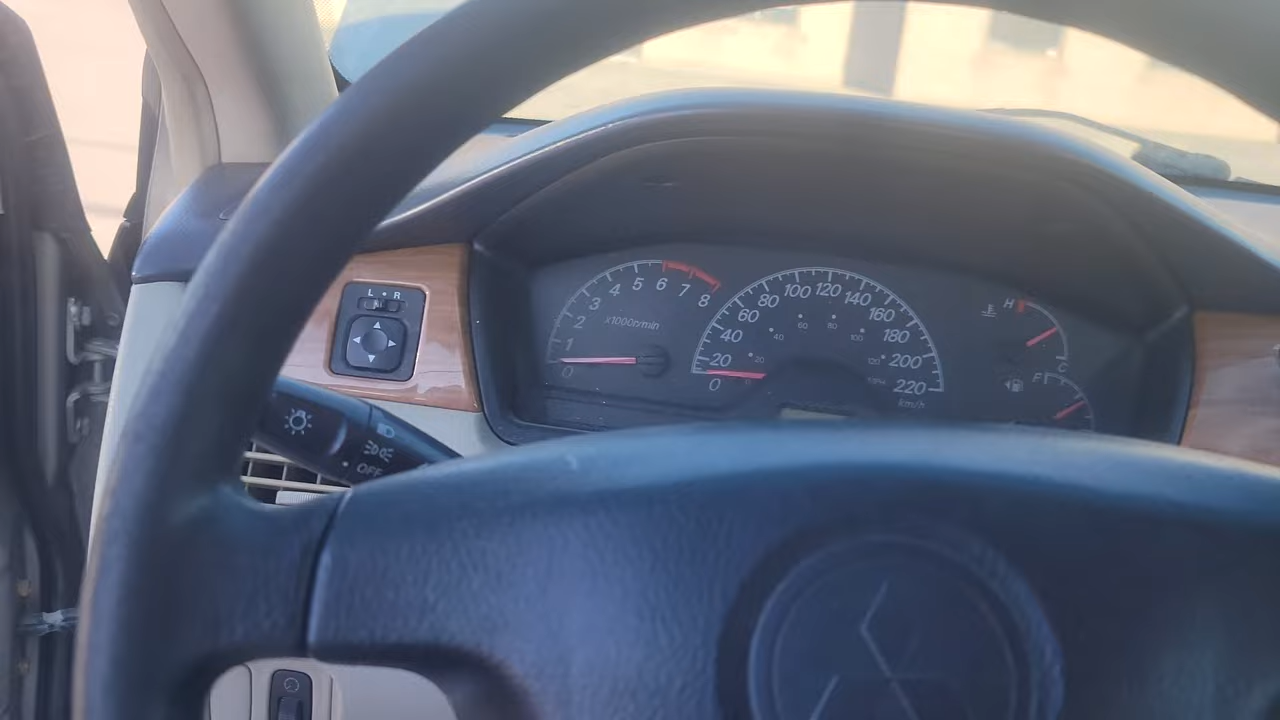 L • R
0 1 2 3 4 5 6 7 8
x1000r/min
0 20 40 60 80 100 120 140 160 180 200 220
20 40 60 80 100 120
MPH
km/h
H
C
F
OFF